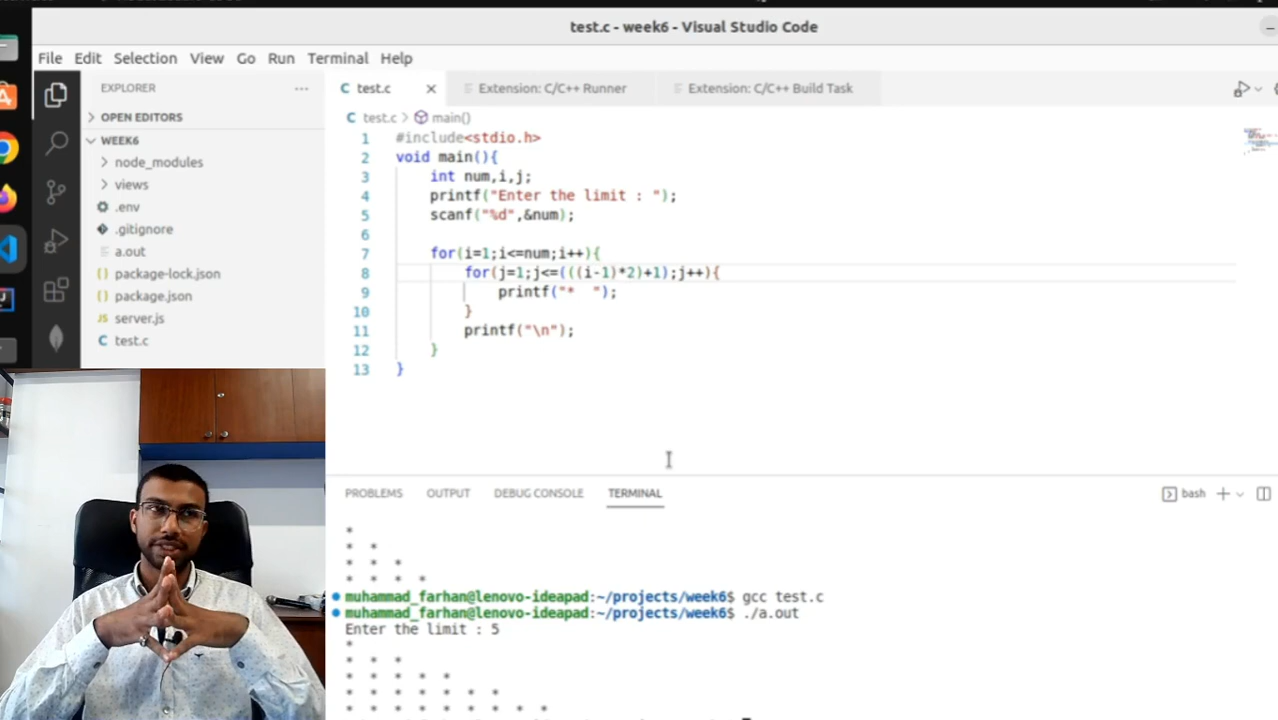 test.c - week6 - Visual Studio Code
File Edit Selection View Go Run Terminal Help
EXPLORER
OPEN EDITORS
WEEK6
node_modules
views
.env
.gitignore
a.out
package-lock.json
package.json
JS server.js
C test.c
C test.c Extension: C/C++ Runner Extension: C/C++ Build Task
C test.c > main()
1 #include<stdio.h>
2 void main(){
3 int num,i,j;
4 printf("Enter the limit : ");
5 scanf("%d",&num);
6
7 for(i=1;i<=num;i++){
8 for(j=1;j<=(((i-1)*2)+1);j++){
9 printf("*  ");
10 }
11 printf("\n");
12 }
13 }
PROBLEMS OUTPUT DEBUG CONSOLE TERMINAL bash
*
* *
* * *
* * * *
muhammad_farhan@lenovo-ideapad:~/projects/week6$ gcc test.c
muhammad_farhan@lenovo-ideapad:~/projects/week6$ ./a.out
Enter the limit : 5
*
* * *
* * * * *
* * * * * * *
* * * * * * * * *